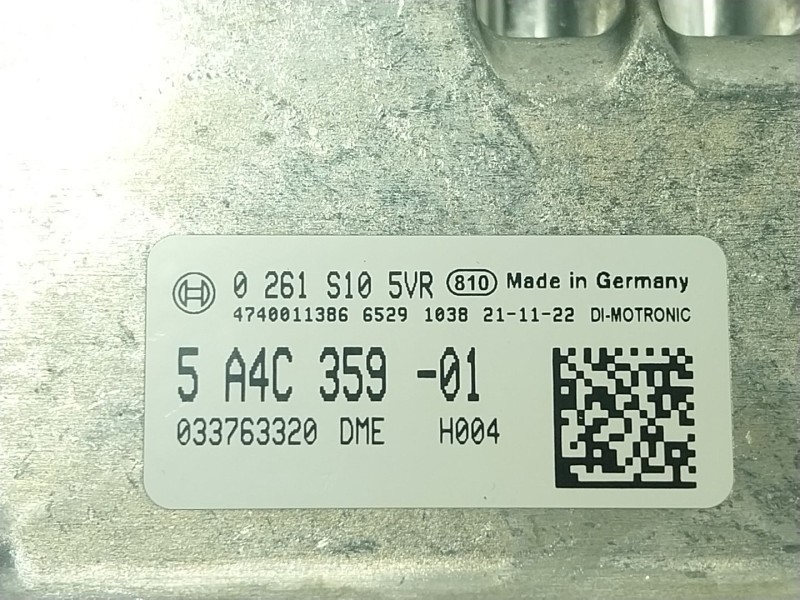 0 261 S10 5VR 810 Made in Germany
4740011386 6529 1038 21-11-22 DI-MOTRONIC
5 A4C 359 -01
033763320 DME H004